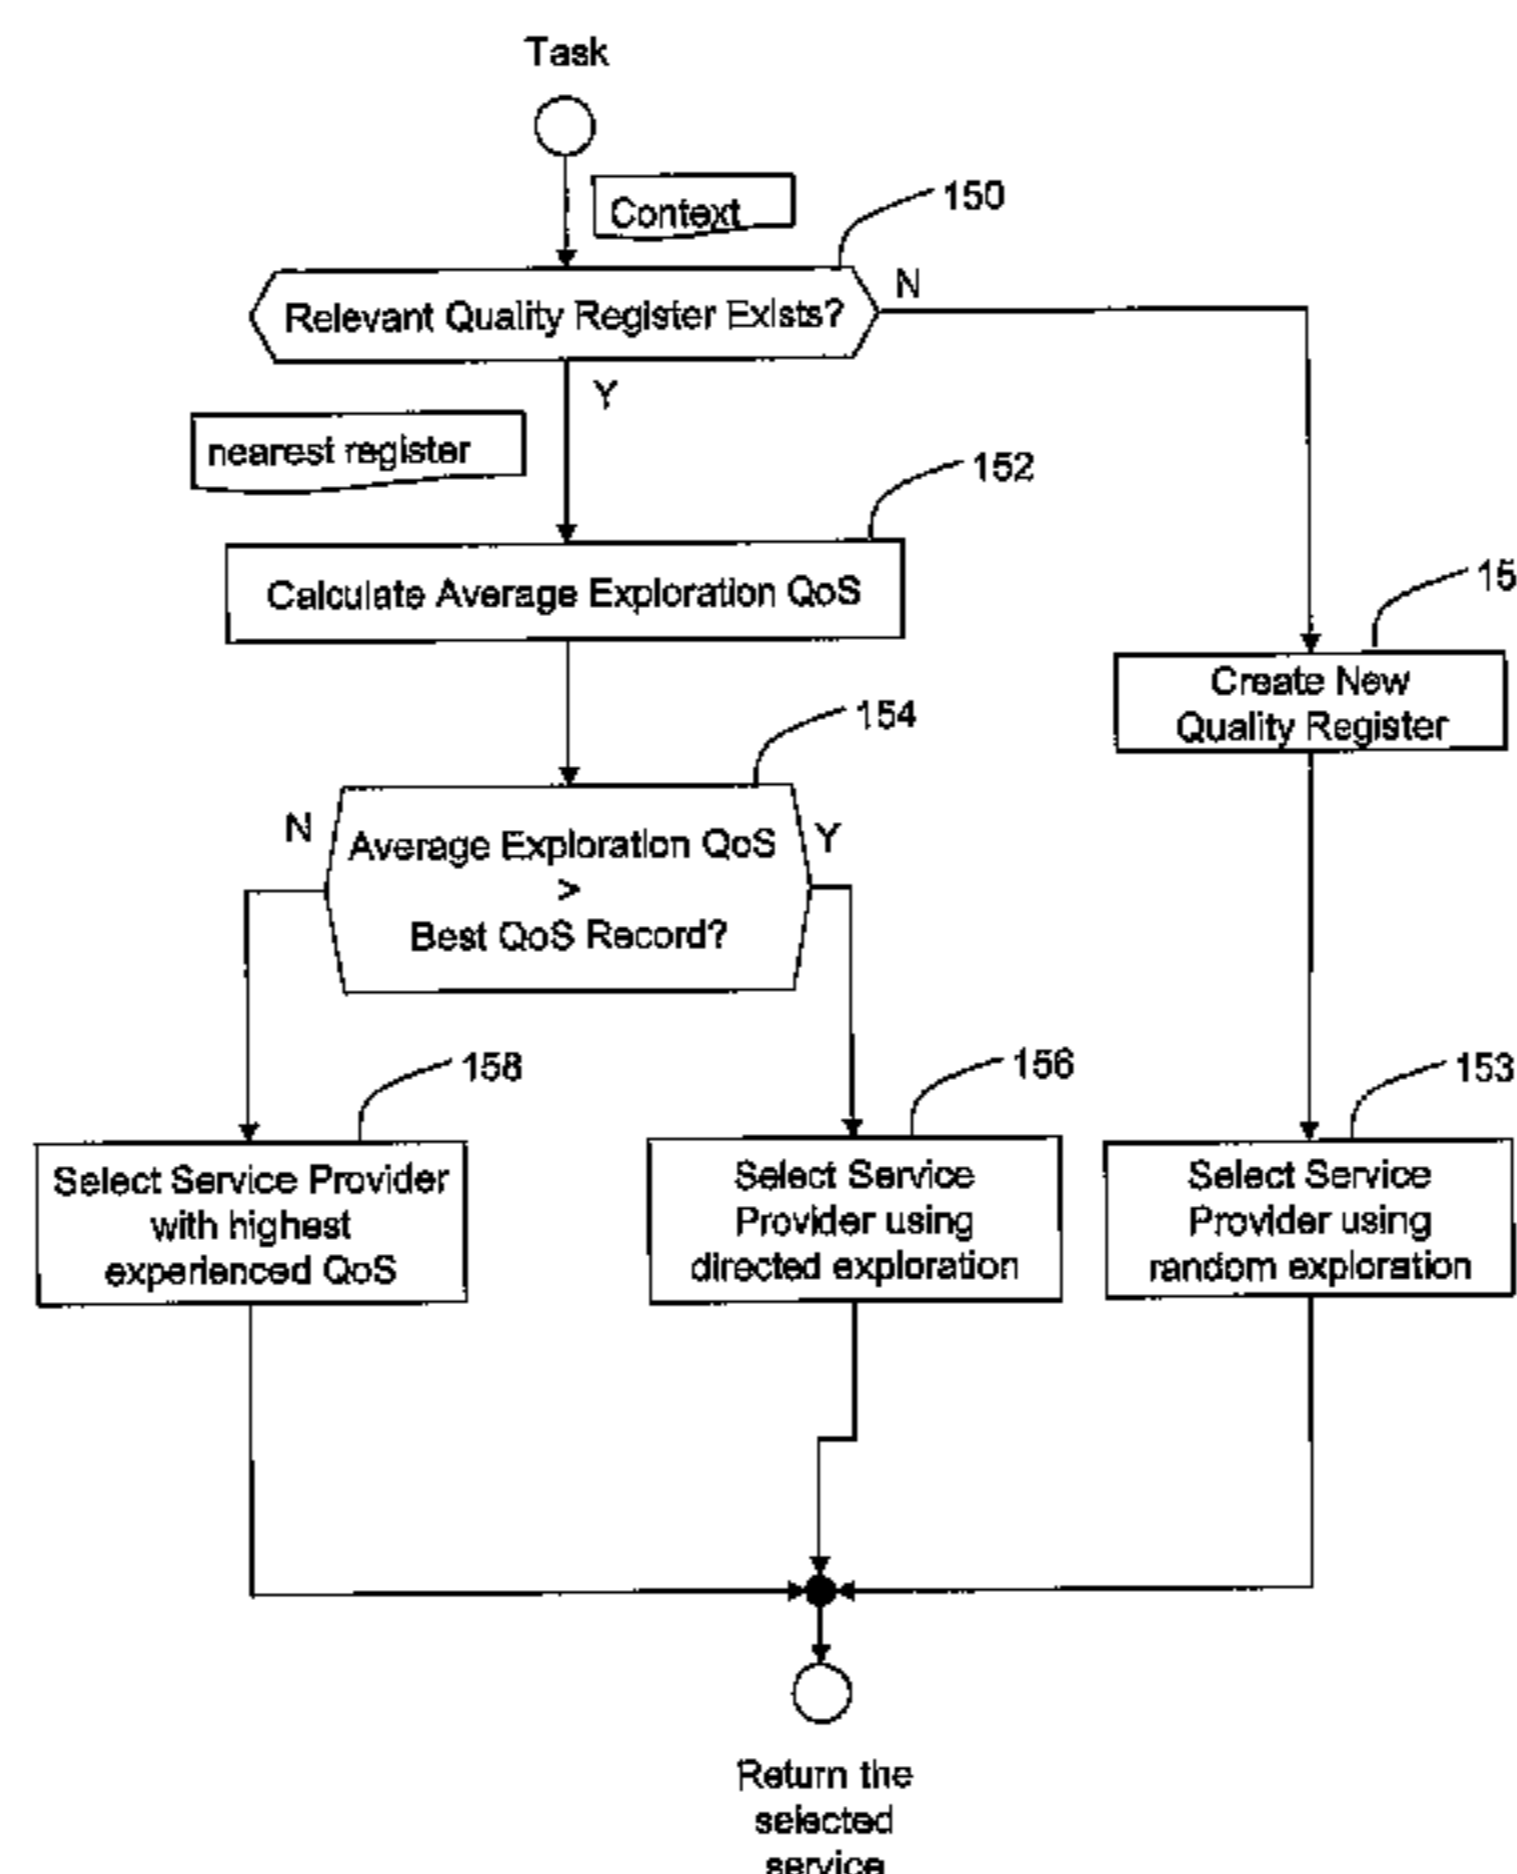 Task
Context
150
Relevant Quality Register Exists?
N
Y
nearest register
152
Calculate Average Exploration QoS
15
Create New
Quality Register
154
N
Average Exploration QoS
>
Best QoS Record?
Y
158
156
153
Select Service Provider
with highest
experienced QoS
Select Service
Provider using
directed exploration
Select Service
Provider using
random exploration
Return the
selected
service